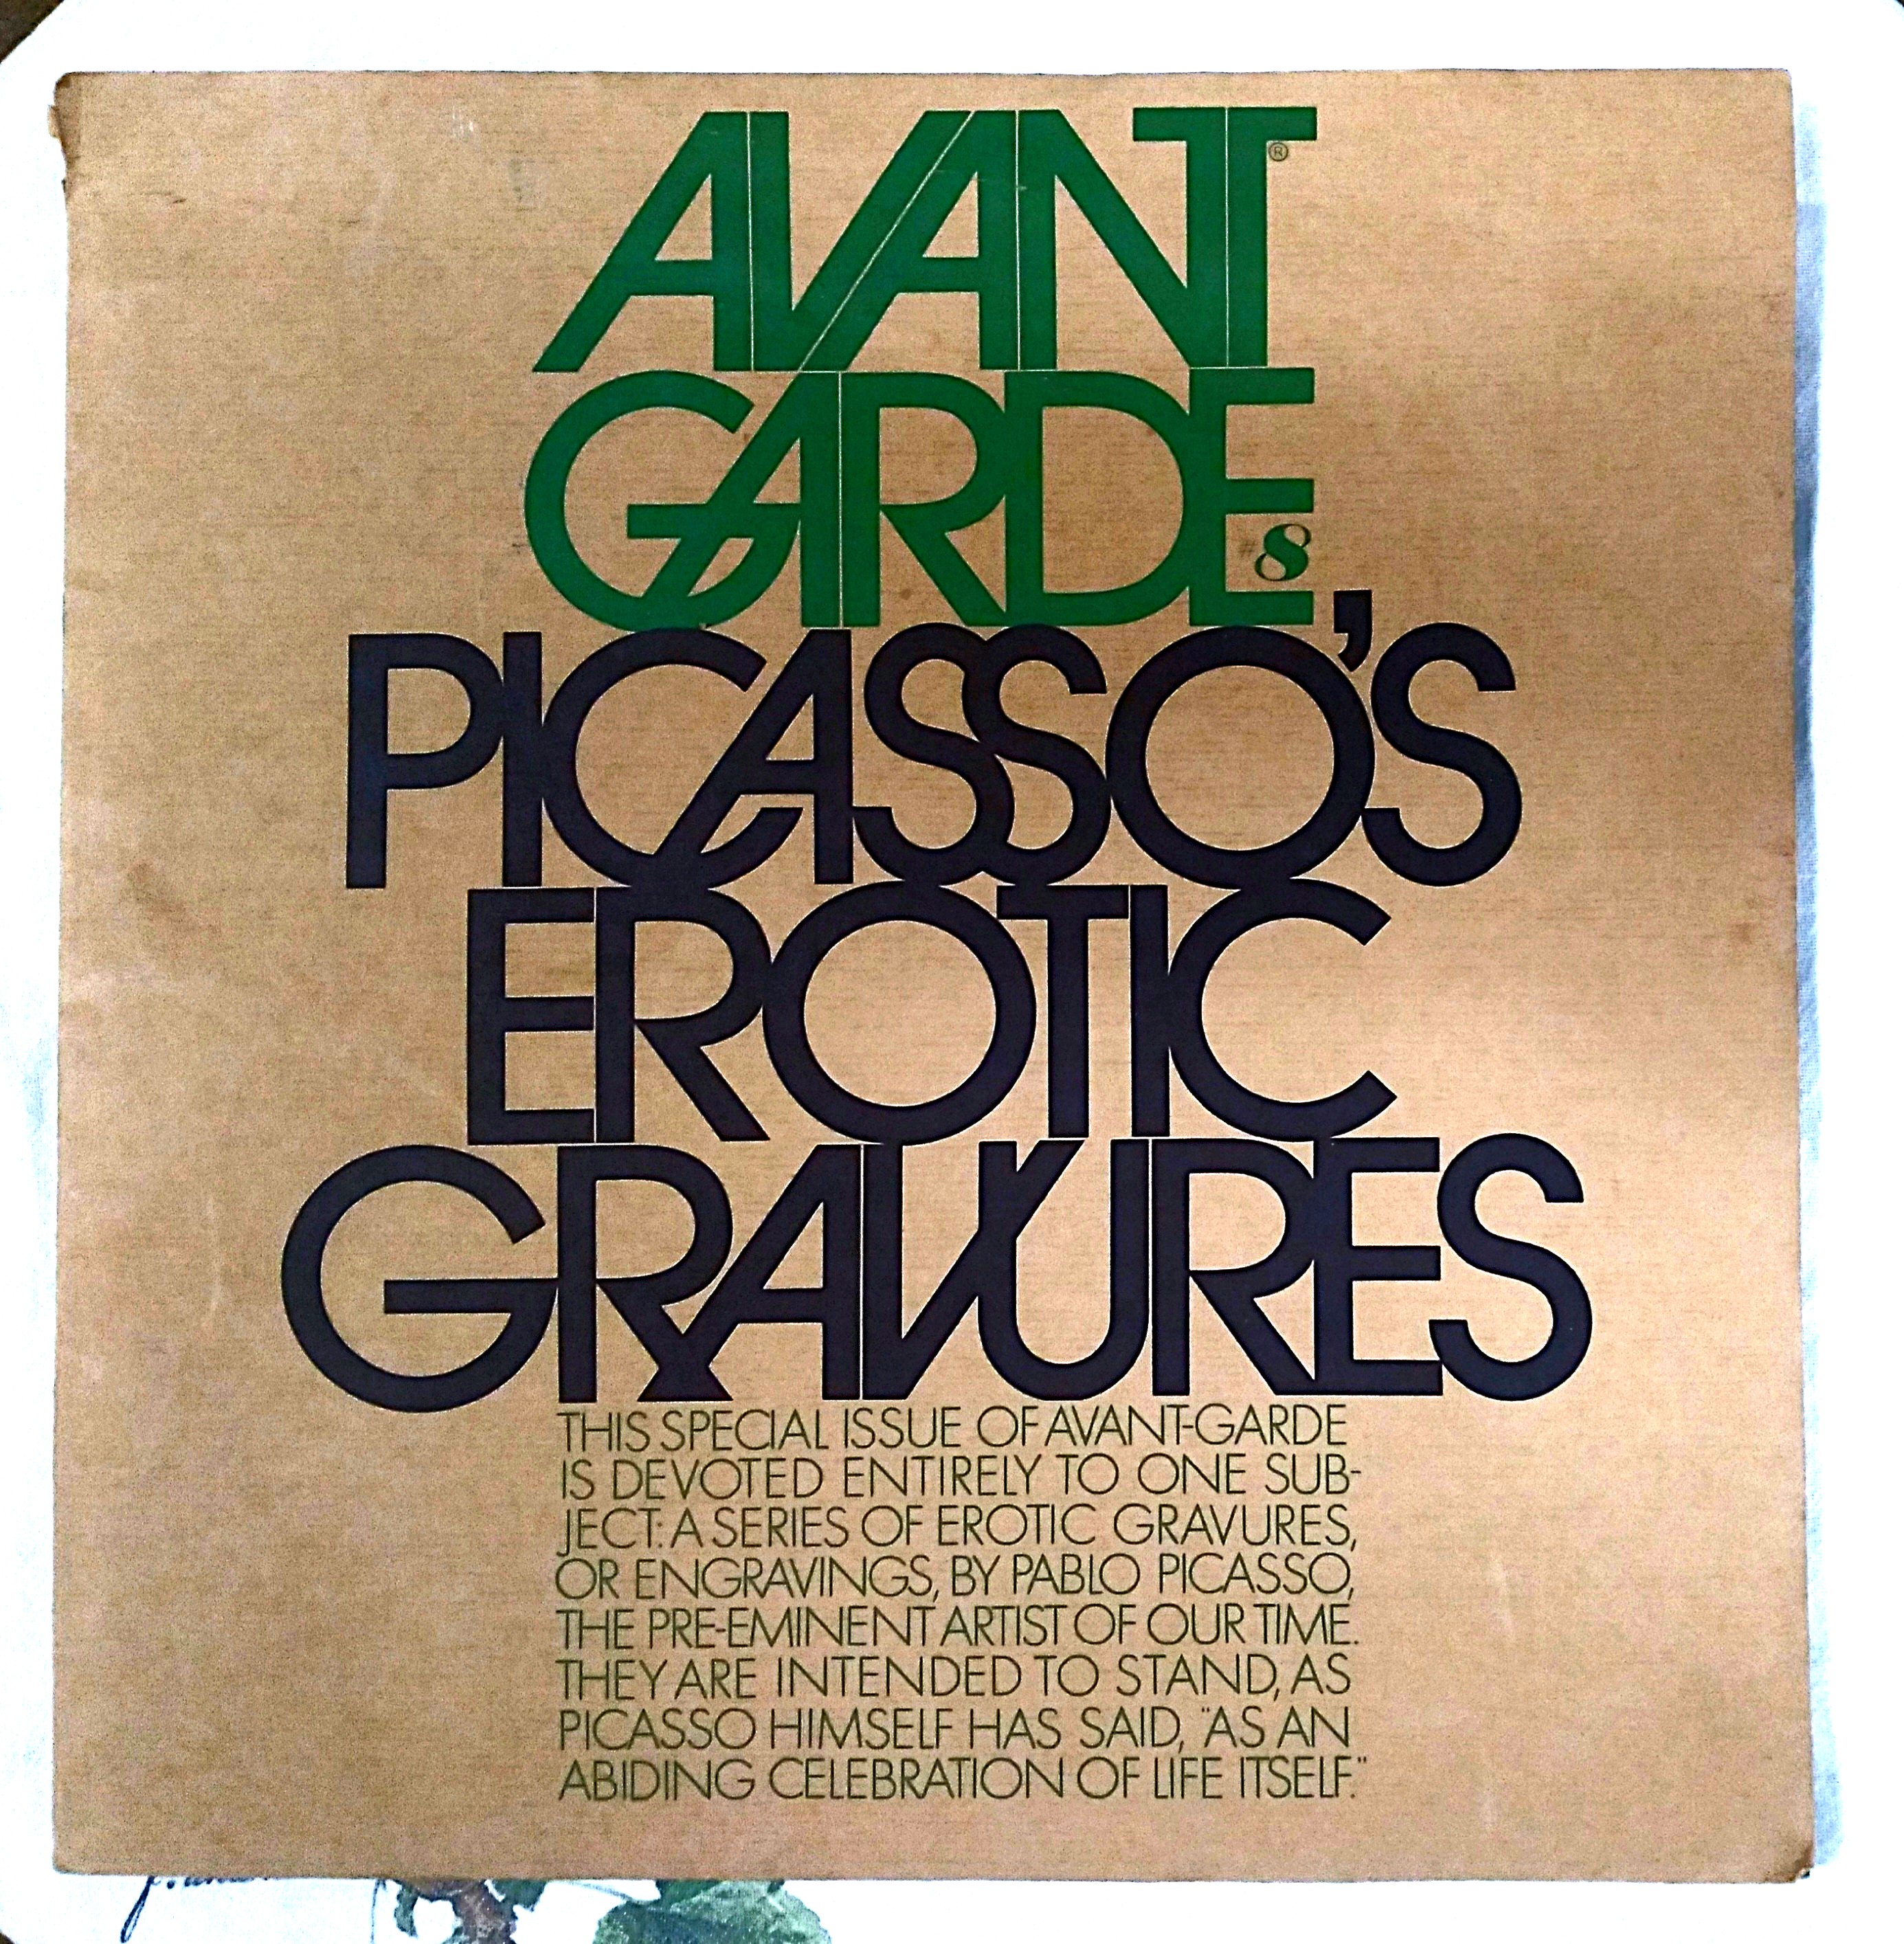 AVANT®
GARDE #8
PICASSO'S
EROTIC
GRAVURES
THIS SPECIAL ISSUE OF AVANT-GARDE
IS DEVOTED ENTIRELY TO ONE SUB-
JECT: A SERIES OF EROTIC GRAVURES,
OR ENGRAVINGS, BY PABLO PICASSO,
THE PRE-EMINENT ARTIST OF OUR TIME.
THEY ARE INTENDED TO STAND, AS
PICASSO HIMSELF HAS SAID, "AS AN
ABIDING CELEBRATION OF LIFE ITSELF."